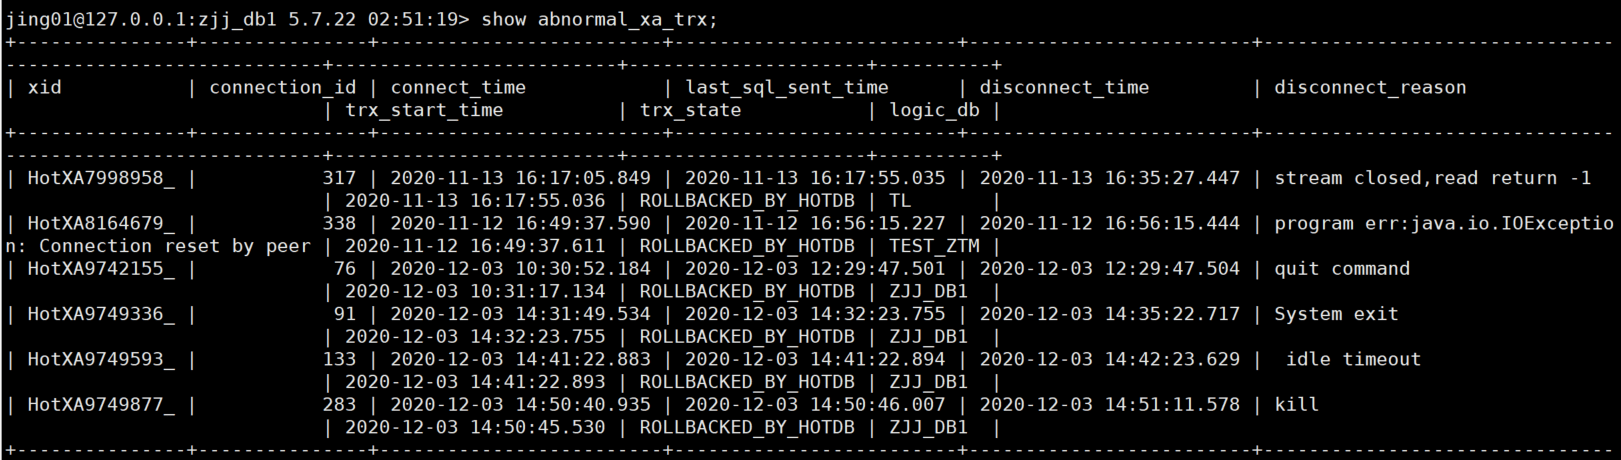 jing01@127.0.0.1:zjj_db1 5.7.22 02:51:19> show abnormal_xa_trx;
+---------------+---------------+-------------------------+-------------------------+-------------------------+-------------------------------
----------------------------+-------------------------+---------------------+----------+
| xid           | connection_id | connect_time            | last_sql_sent_time      | disconnect_time         | disconnect_reason
                            | trx_start_time          | trx_state           | logic_db |
+---------------+---------------+-------------------------+-------------------------+-------------------------+-------------------------------
----------------------------+-------------------------+---------------------+----------+
| HotXA7998958_ |           317 | 2020-11-13 16:17:05.849 | 2020-11-13 16:17:55.035 | 2020-11-13 16:35:27.447 | stream closed,read return -1
                            | 2020-11-13 16:17:55.036 | ROLLBACKED_BY_HOTDB | TL       |
| HotXA8164679_ |           338 | 2020-11-12 16:49:37.590 | 2020-11-12 16:56:15.227 | 2020-11-12 16:56:15.444 | program err:java.io.IOExceptio
n: Connection reset by peer | 2020-11-12 16:49:37.611 | ROLLBACKED_BY_HOTDB | TEST_ZTM |
| HotXA9742155_ |            76 | 2020-12-03 10:30:52.184 | 2020-12-03 12:29:47.501 | 2020-12-03 12:29:47.504 | quit command
                            | 2020-12-03 10:31:17.134 | ROLLBACKED_BY_HOTDB | ZJJ_DB1  |
| HotXA9749336_ |            91 | 2020-12-03 14:31:49.534 | 2020-12-03 14:32:23.755 | 2020-12-03 14:35:22.717 | System exit
                            | 2020-12-03 14:32:23.755 | ROLLBACKED_BY_HOTDB | ZJJ_DB1  |
| HotXA9749593_ |           133 | 2020-12-03 14:41:22.883 | 2020-12-03 14:41:22.894 | 2020-12-03 14:42:23.629 |  idle timeout
                            | 2020-12-03 14:41:22.893 | ROLLBACKED_BY_HOTDB | ZJJ_DB1  |
| HotXA9749877_ |           283 | 2020-12-03 14:50:40.935 | 2020-12-03 14:50:46.007 | 2020-12-03 14:51:11.578 | kill
                            | 2020-12-03 14:50:45.530 | ROLLBACKED_BY_HOTDB | ZJJ_DB1  |
+---------------+---------------+-------------------------+-------------------------+-------------------------+-------------------------------